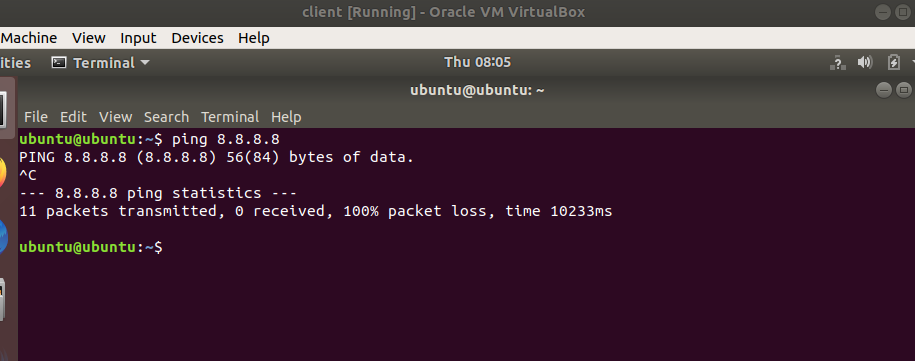 client [Running] - Oracle VM VirtualBox
Machine View Input Devices Help
ities Terminal Thu 08:05
ubuntu@ubuntu: ~
File Edit View Search Terminal Help
ubuntu@ubuntu:~$ ping 8.8.8.8
PING 8.8.8.8 (8.8.8.8) 56(84) bytes of data.
^C
--- 8.8.8.8 ping statistics ---
11 packets transmitted, 0 received, 100% packet loss, time 10233ms
ubuntu@ubuntu:~$